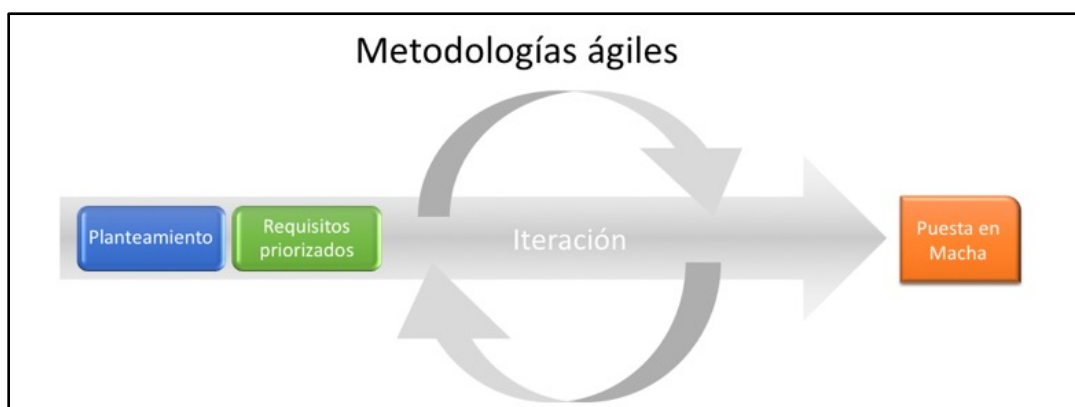 Metodologías ágiles
Planteamiento
Requisitos
priorizados
Iteración
Puesta en
Macha